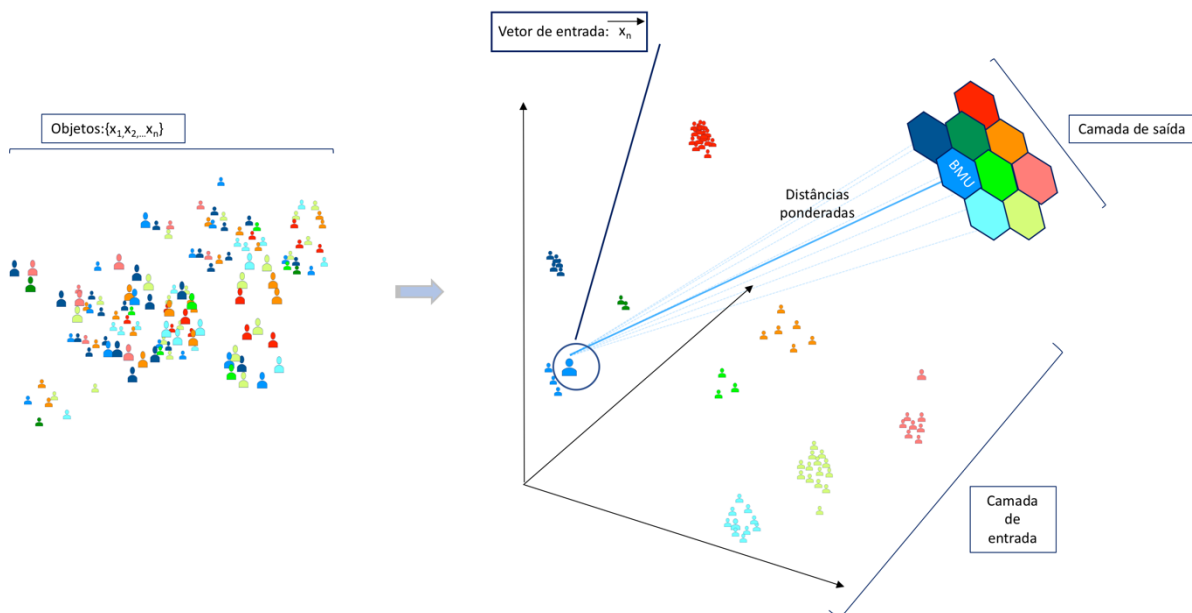 Objetos:{x1,x2,...xn}
Vetor de entrada: xn
Distâncias
ponderadas
BMU
Camada de saída
Camada
de
entrada